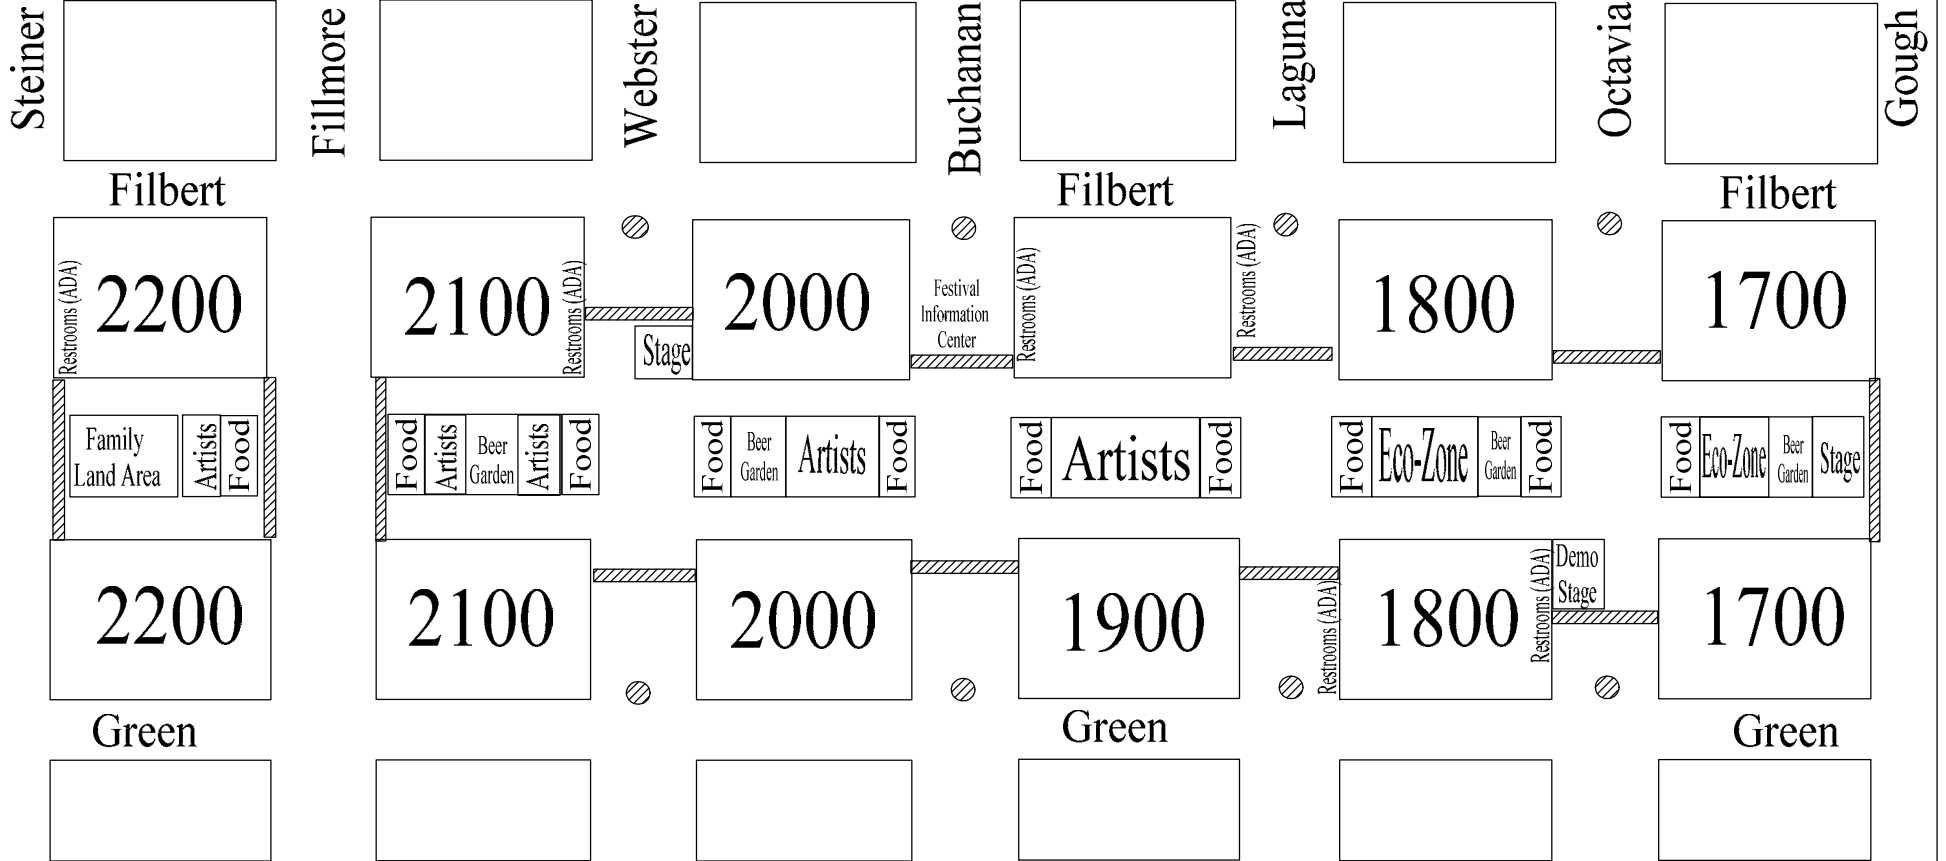 Steiner
Fillmore
Webster
Buchanan
Laguna
Octavia
Gough
Filbert
Filbert
Filbert
Restrooms (ADA)
2200
2100
Restrooms (ADA)
Stage
2000
Festival
Information
Center
Restrooms (ADA)
Restrooms (ADA)
1800
1700
Family
Land Area
Artists
Food
Food
Artists
Beer
Garden
Artists
Food
Food
Beer
Garden
Artists
Food
Food
Artists
Food
Food
Eco-Zone
Beer
Garden
Food
Food
Eco-Zone
Beer
Garden
Stage
2200
2100
2000
1900
Restrooms (ADA)
1800
Restrooms (ADA)
Demo
Stage
1700
Green
Green
Green